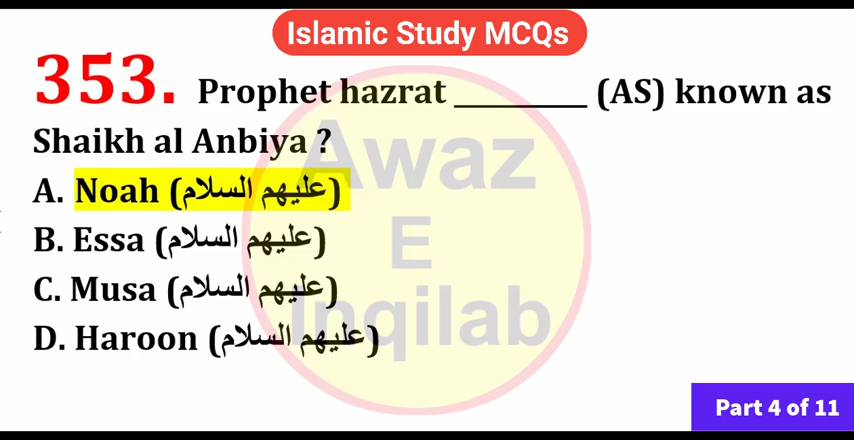 Islamic Study MCQs
353. Prophet hazrat ________ (AS) known as
Shaikh al Anbiya ?
A. Noah (عليهم السلام)
B. Essa (عليهم السلام)
C. Musa (عليهم السلام)
D. Haroon (عليهم السلام)
Awaz
E
Inqilab
Part 4 of 11